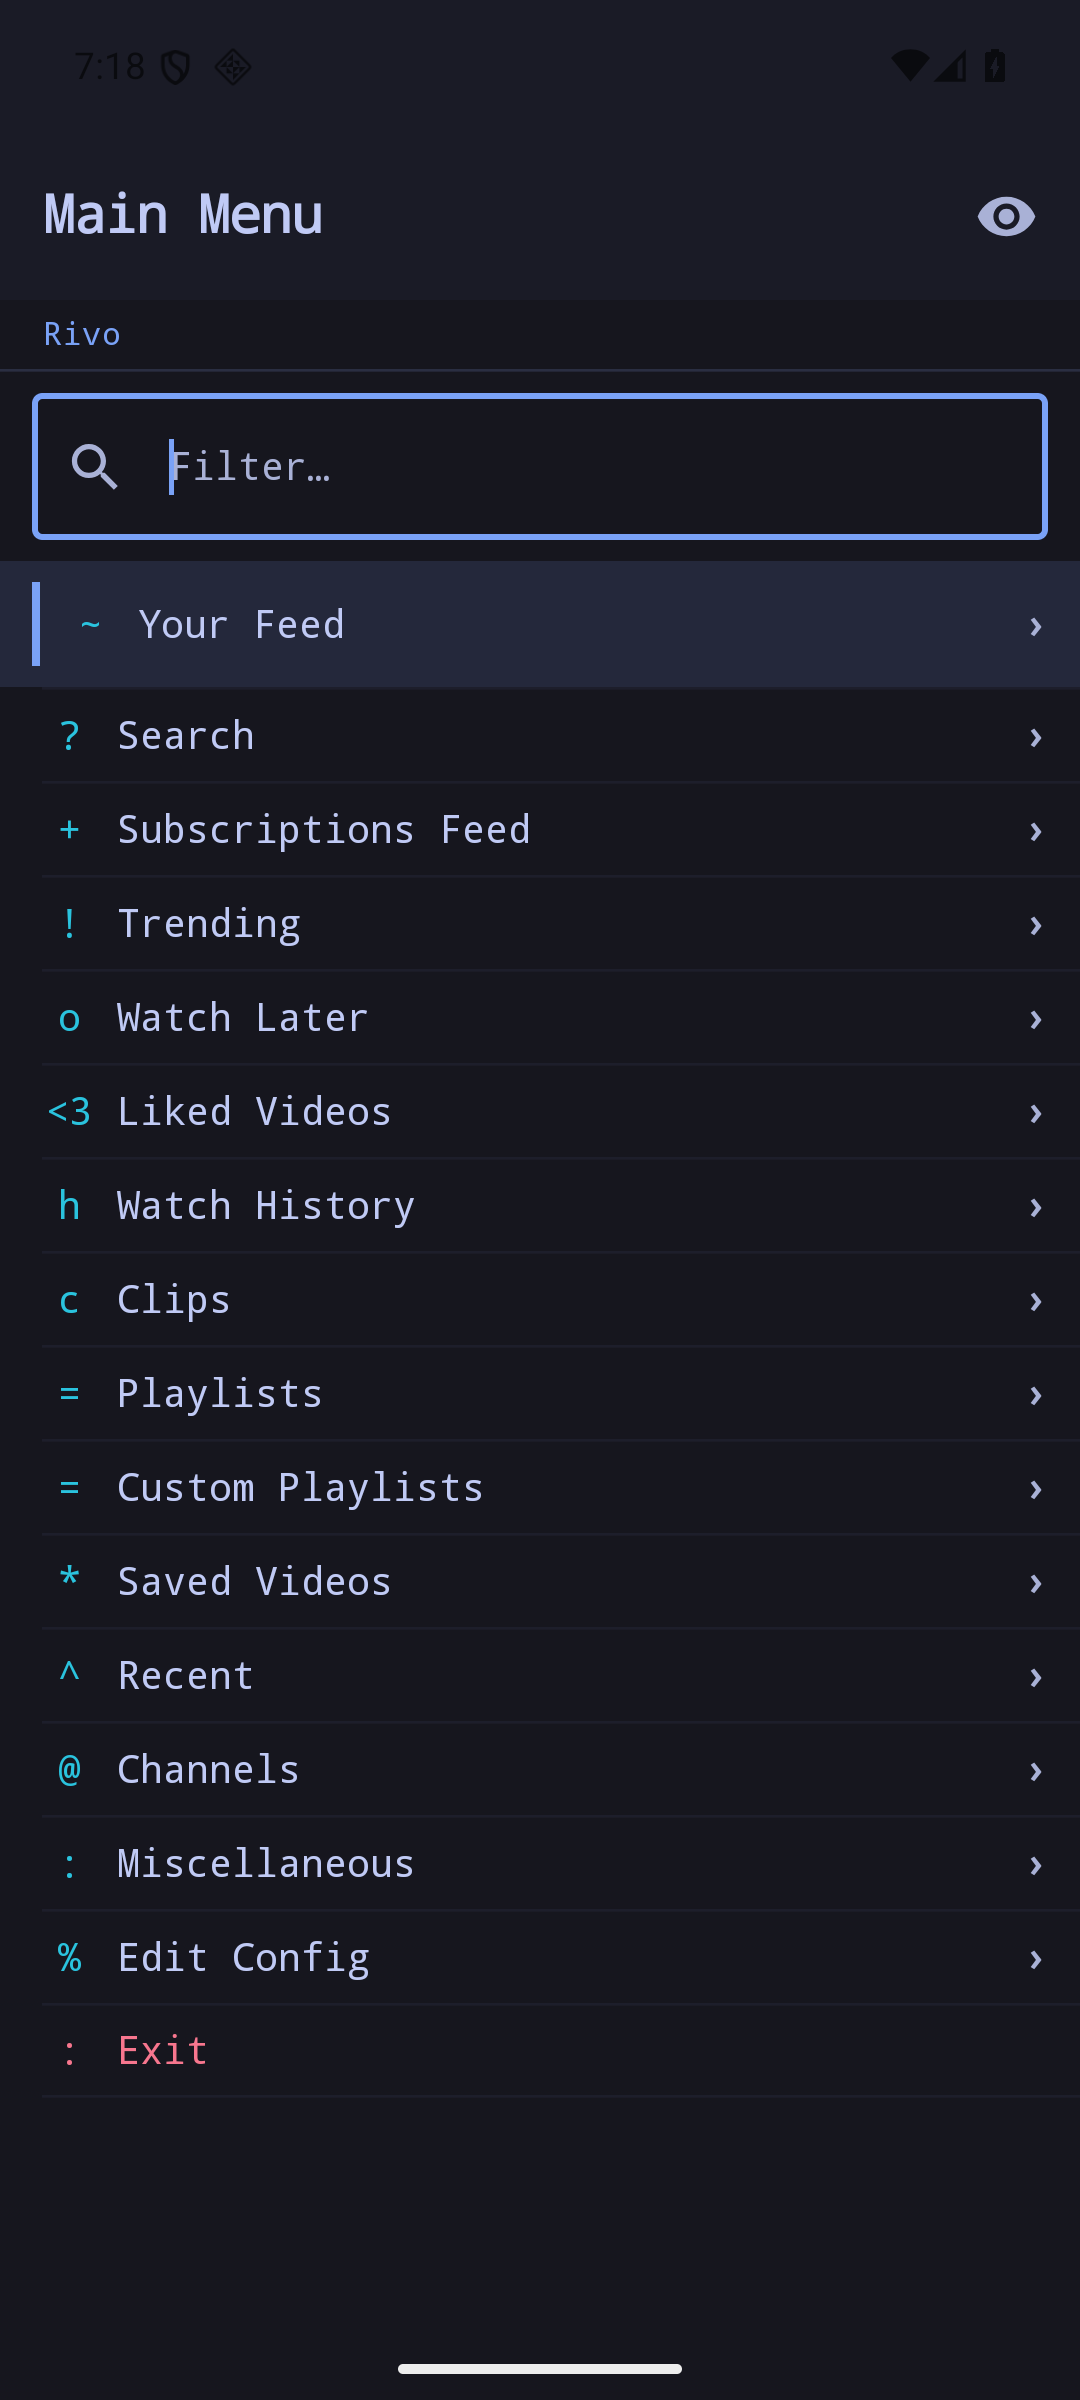 7:18
Main Menu
Rivo
Filter…
~ Your Feed ›
? Search ›
+ Subscriptions Feed ›
! Trending ›
o Watch Later ›
<3 Liked Videos ›
h Watch History ›
c Clips ›
= Playlists ›
= Custom Playlists ›
* Saved Videos ›
^ Recent ›
@ Channels ›
: Miscellaneous ›
% Edit Config ›
: Exit